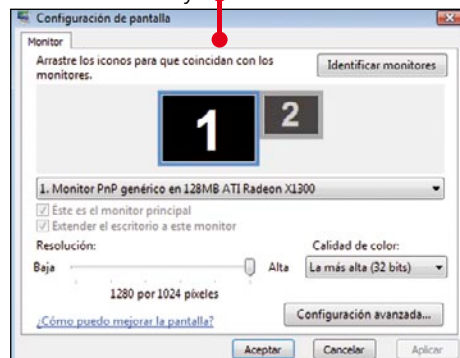 Configuración de pantalla
Monitor
Arrastre los iconos para que coincidan con los monitores.
Identificar monitores
1
2
1. Monitor PnP genérico en 128MB ATI Radeon X1300
Éste es el monitor principal
Extender el escritorio a este monitor
Resolución:
Calidad de color:
Baja
Alta
La más alta (32 bits)
1280 por 1024 píxeles
¿Cómo puedo mejorar la pantalla?
Configuración avanzada...
Aceptar
Cancelar
Aplicar